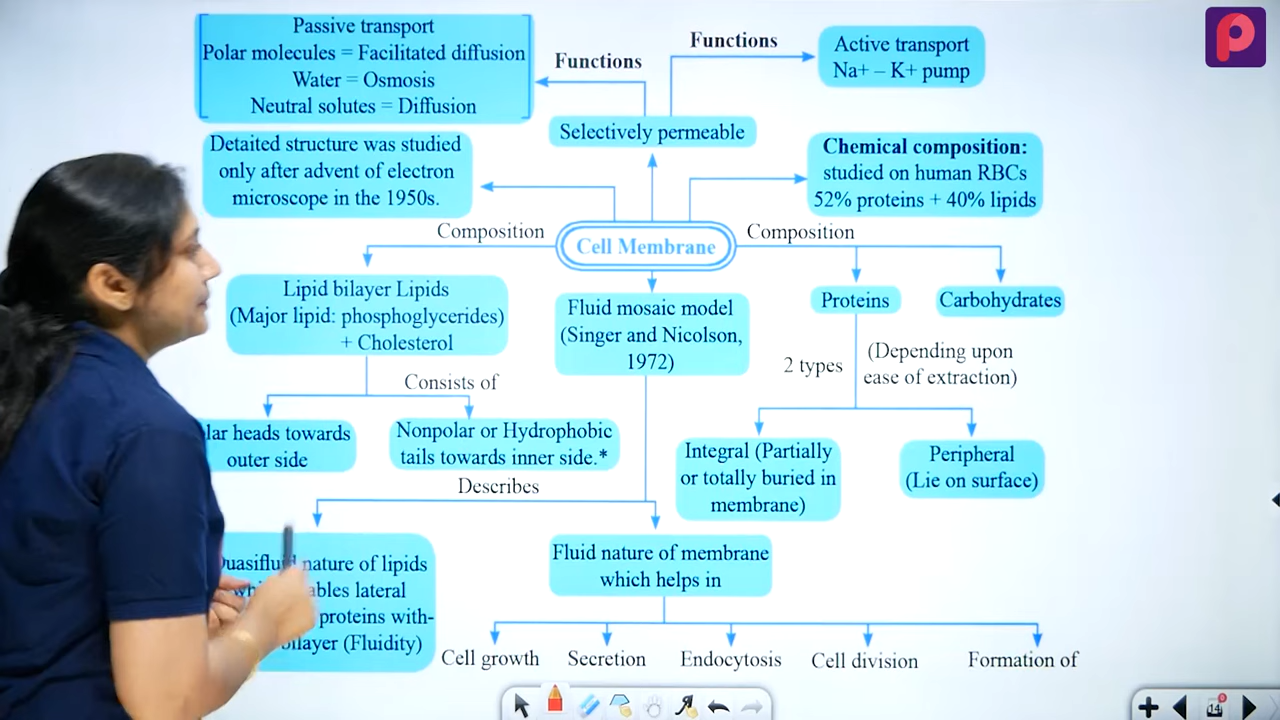 Passive transport
Polar molecules = Facilitated diffusion
Water = Osmosis
Neutral solutes = Diffusion
Functions
Functions
Active transport
Na+ – K+ pump
Selectively permeable
Detaited structure was studied
only after advent of electron
microscope in the 1950s.
Chemical composition:
studied on human RBCs
52% proteins + 40% lipids
Composition
Cell Membrane
Composition
Lipid bilayer Lipids
(Major lipid: phosphoglycerides)
+ Cholesterol
Fluid mosaic model
(Singer and Nicolson,
1972)
Proteins
Carbohydrates
2 types
(Depending upon
ease of extraction)
Consists of
heads towards
outer side
Nonpolar or Hydrophobic
tails towards inner side.*
Integral (Partially
or totally buried in
membrane)
Peripheral
(Lie on surface)
Describes
nature of lipids
lateral
proteins with-
(Fluidity)
Fluid nature of membrane
which helps in
Cell growth
Secretion
Endocytosis
Cell division
Formation of
14